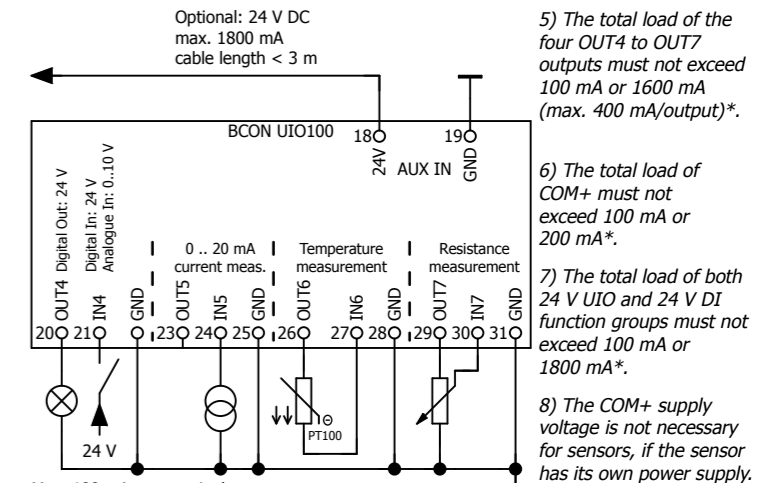 Optional: 24 V DC
max. 1800 mA
cable length < 3 m
BCON UIO100
18
19
24V
GND
AUX IN
Digital Out: 24 V
Digital In: 24 V
Analogue In: 0..10 V
0 .. 20 mA
current meas.
Temperature
measurement
Resistance
measurement
OUT4
IN4
GND
OUT5
IN5
GND
OUT6
IN6
GND
OUT7
IN7
GND
20
21
23
24
25
26
27
28
29
30
31
24 V
Θ
PT100
5) The total load of the
four OUT4 to OUT7
outputs must not exceed
100 mA or 1600 mA
(max. 400 mA/output)*.
6) The total load of
COM+ must not
exceed 100 mA or
200 mA*.
7) The total load of both
24 V UIO and 24 V DI
function groups must not
exceed 100 mA or
1800 mA*.
8) The COM+ supply
voltage is not necessary
for sensors, if the sensor
has its own power supply.